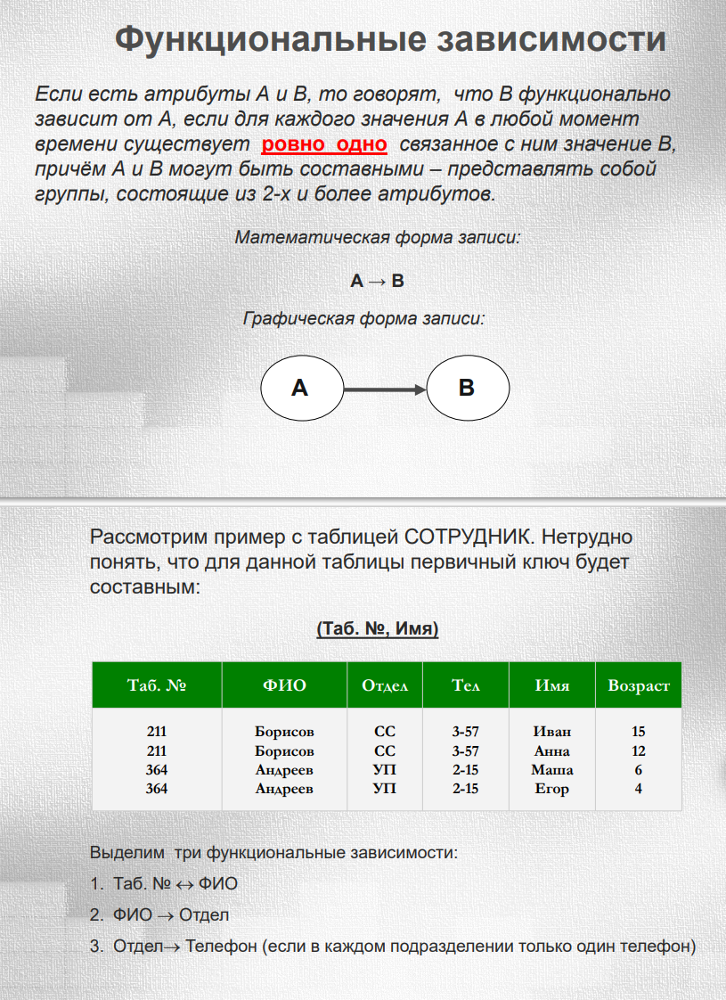 Функциональные зависимости
Если есть атрибуты A и B, то говорят, что B функционально
зависит от A, если для каждого значения A в любой момент
времени существует ровно одно связанное с ним значение B,
причём A и B могут быть составными – представлять собой
группы, состоящие из 2-х и более атрибутов.
Математическая форма записи:
A → B
Графическая форма записи:
A B
Рассмотрим пример с таблицей СОТРУДНИК. Нетрудно
понять, что для данной таблицы первичный ключ будет
составным:
(Таб. №, Имя)
Таб. № ФИО Отдел Тел Имя Возраст
211 Борисов СС 3-57 Иван 15
211 Борисов СС 3-57 Анна 12
364 Андреев УП 2-15 Маша 6
364 Андреев УП 2-15 Егор 4
Выделим три функциональные зависимости:
1. Таб. № ↔ ФИО
2. ФИО → Отдел
3. Отдел→ Телефон (если в каждом подразделении только один телефон)